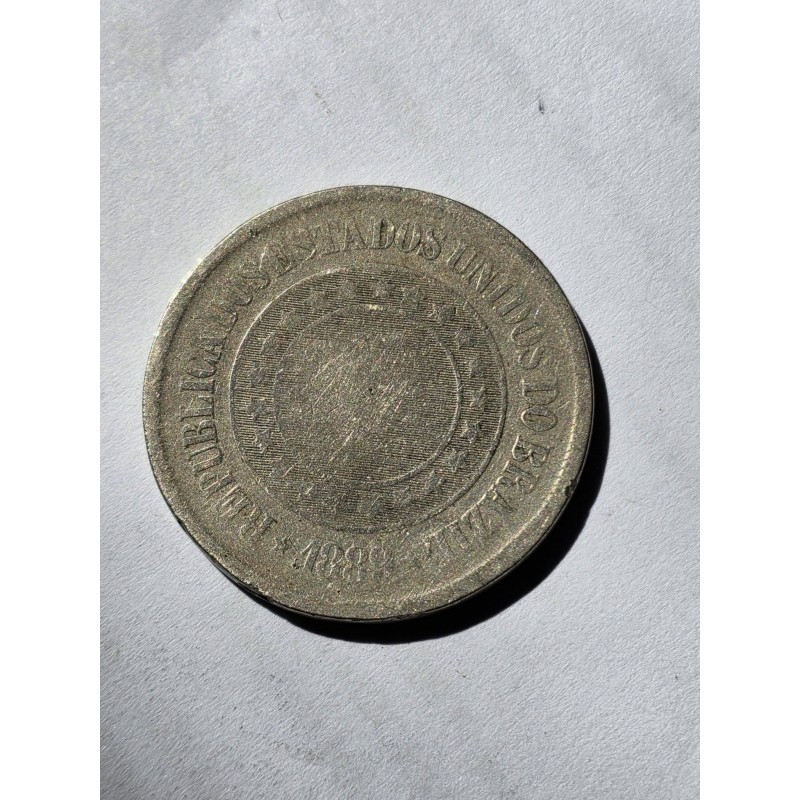 REPUBLICA DOS ESTADOS UNIDOS DO BRAZIL
★ 1889 ★